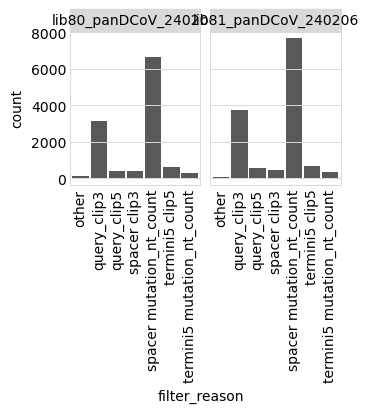 lib80_panDCoV_240206
lib81_panDCoV_240206
count
8000
6000
4000
2000
0
other
query_clip3
query_clip5
spacer clip3
spacer mutation_nt_count
termini5 clip5
termini5 mutation_nt_count
other
query_clip3
query_clip5
spacer clip3
spacer mutation_nt_count
termini5 clip5
termini5 mutation_nt_count
filter_reason